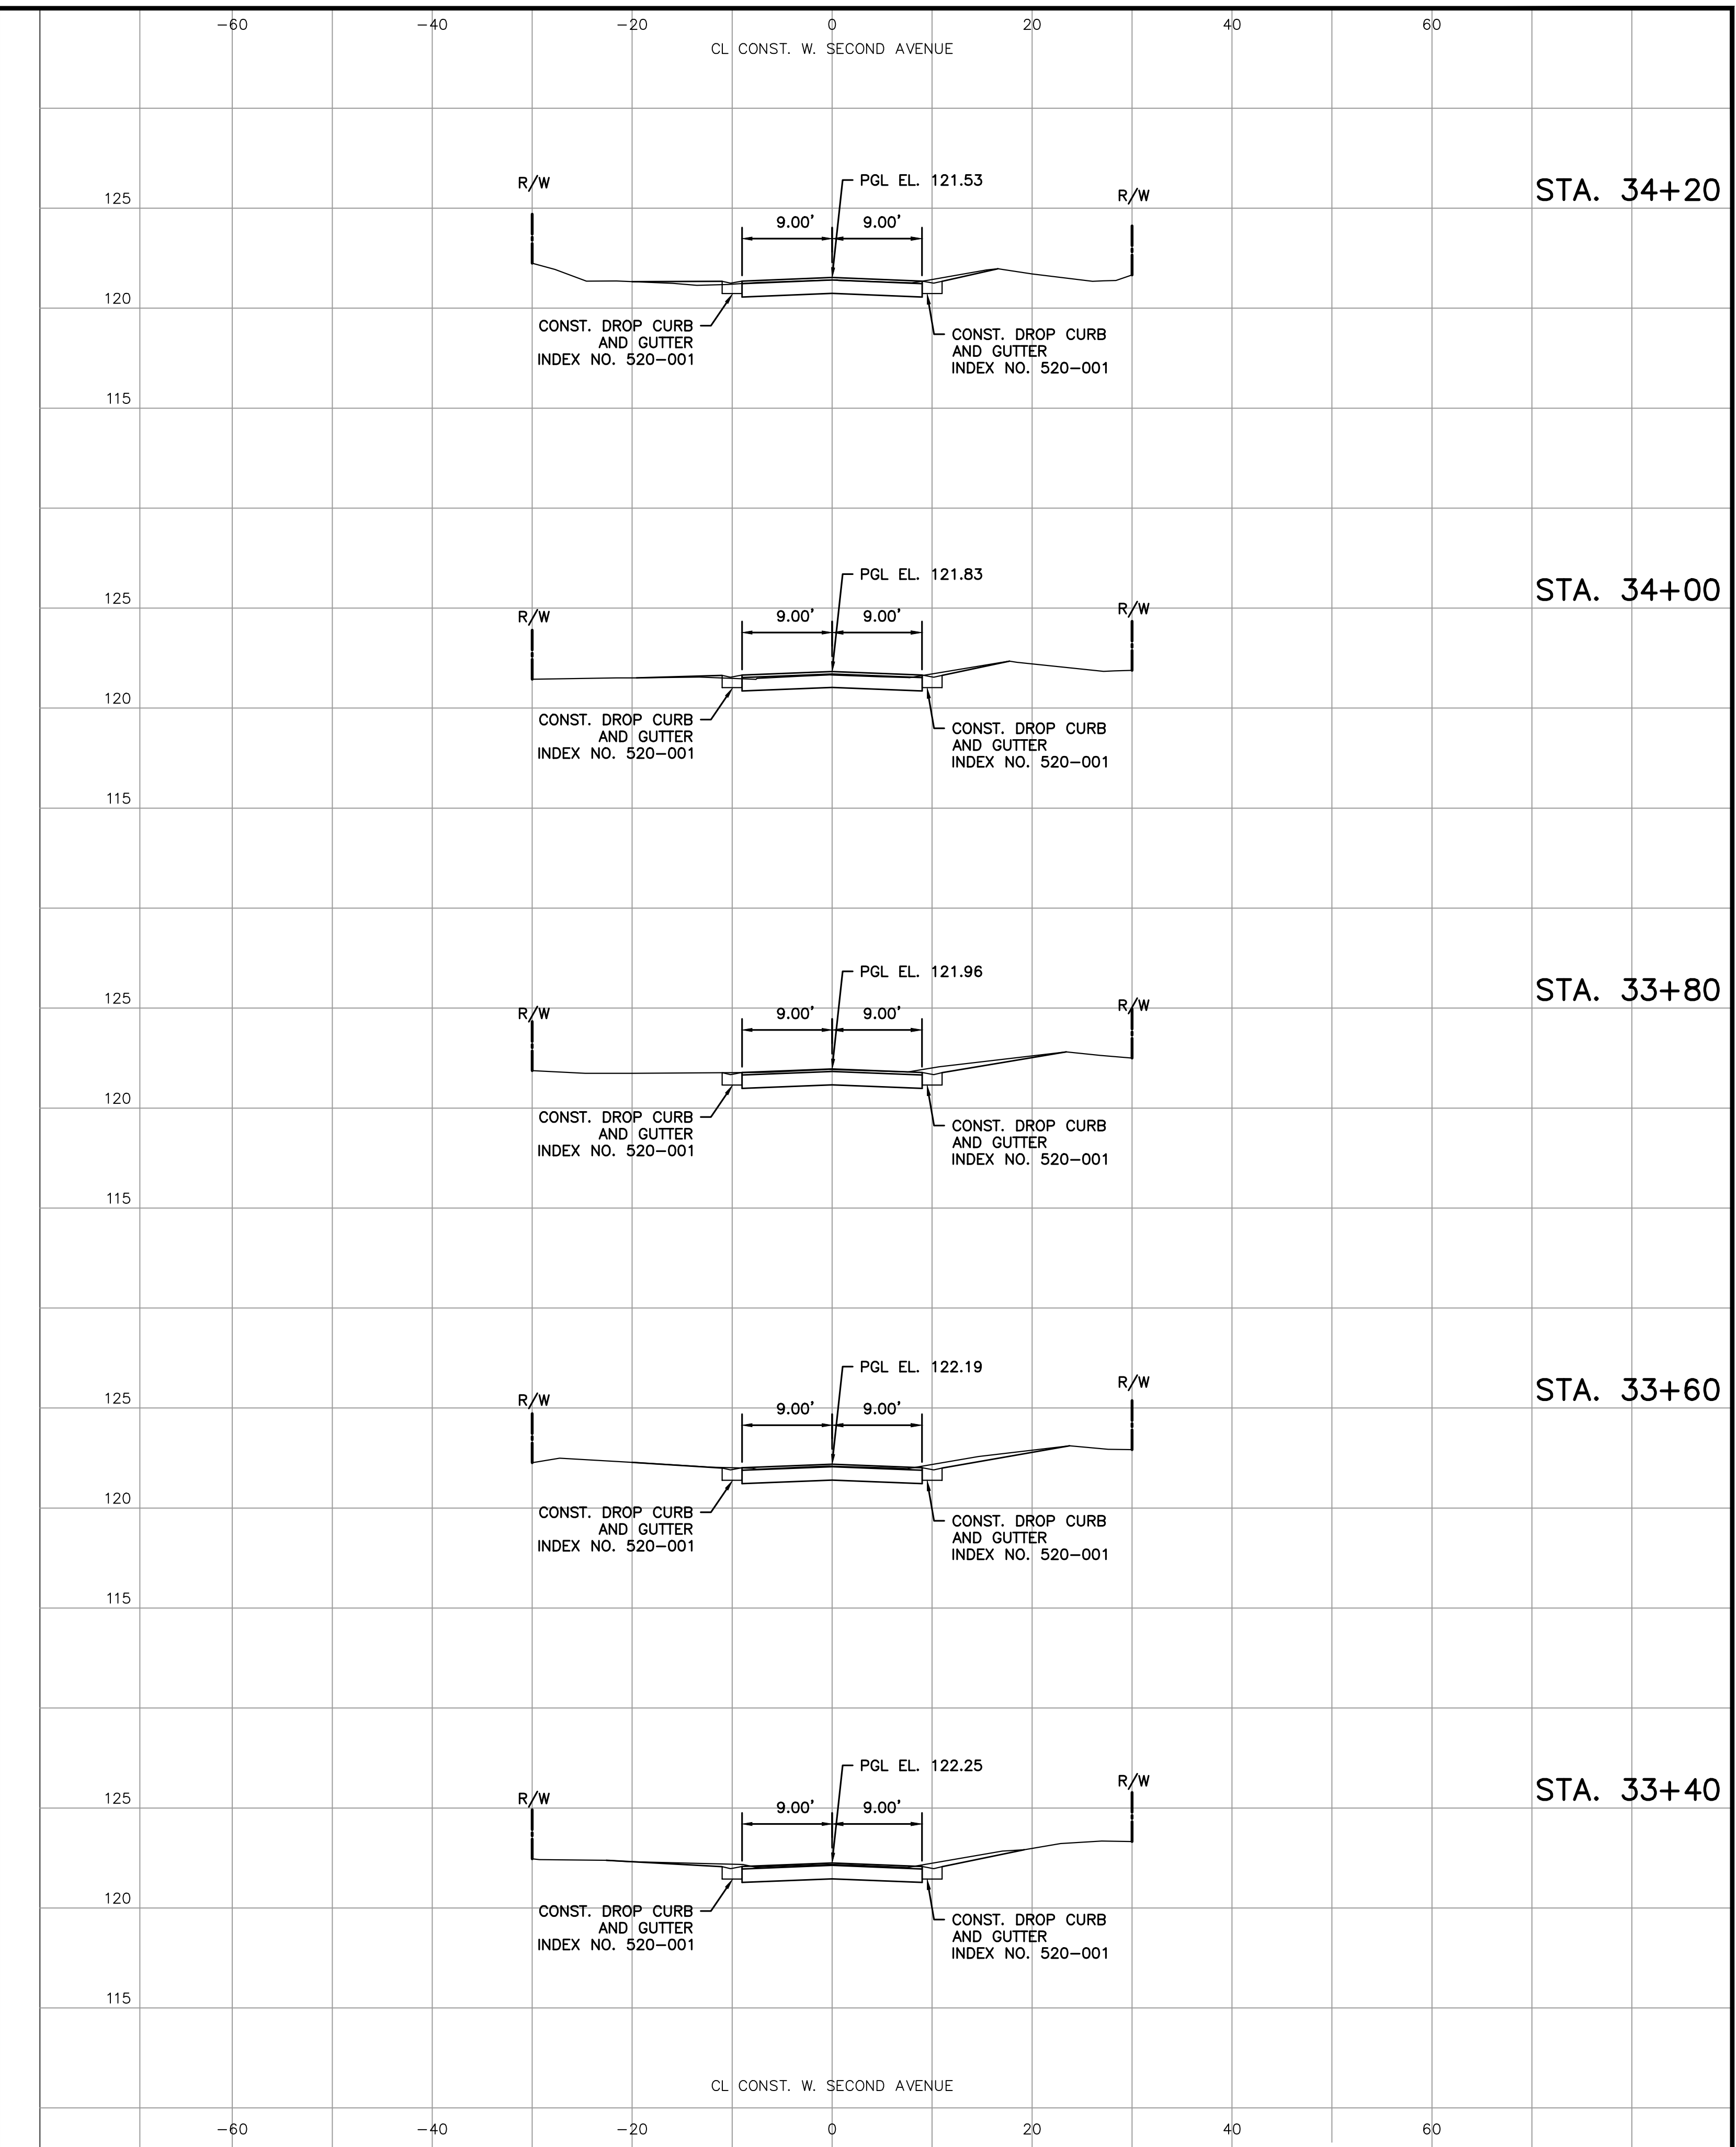 -60 -40 -20 0 20 40 60
CL CONST. W. SECOND AVENUE
STA. 34+20
125
120
115
R/W
R/W
PGL EL. 121.53
9.00' 9.00'
CONST. DROP CURB
AND GUTTER
INDEX NO. 520-001
CONST. DROP CURB
AND GUTTER
INDEX NO. 520-001
STA. 34+00
125
120
115
R/W
R/W
PGL EL. 121.83
9.00' 9.00'
CONST. DROP CURB
AND GUTTER
INDEX NO. 520-001
CONST. DROP CURB
AND GUTTER
INDEX NO. 520-001
STA. 33+80
125
120
115
R/W
R/W
PGL EL. 121.96
9.00' 9.00'
CONST. DROP CURB
AND GUTTER
INDEX NO. 520-001
CONST. DROP CURB
AND GUTTER
INDEX NO. 520-001
STA. 33+60
125
120
115
R/W
R/W
PGL EL. 122.19
9.00' 9.00'
CONST. DROP CURB
AND GUTTER
INDEX NO. 520-001
CONST. DROP CURB
AND GUTTER
INDEX NO. 520-001
STA. 33+40
125
120
115
R/W
R/W
PGL EL. 122.25
9.00' 9.00'
CONST. DROP CURB
AND GUTTER
INDEX NO. 520-001
CONST. DROP CURB
AND GUTTER
INDEX NO. 520-001
CL CONST. W. SECOND AVENUE
-60 -40 -20 0 20 40 60